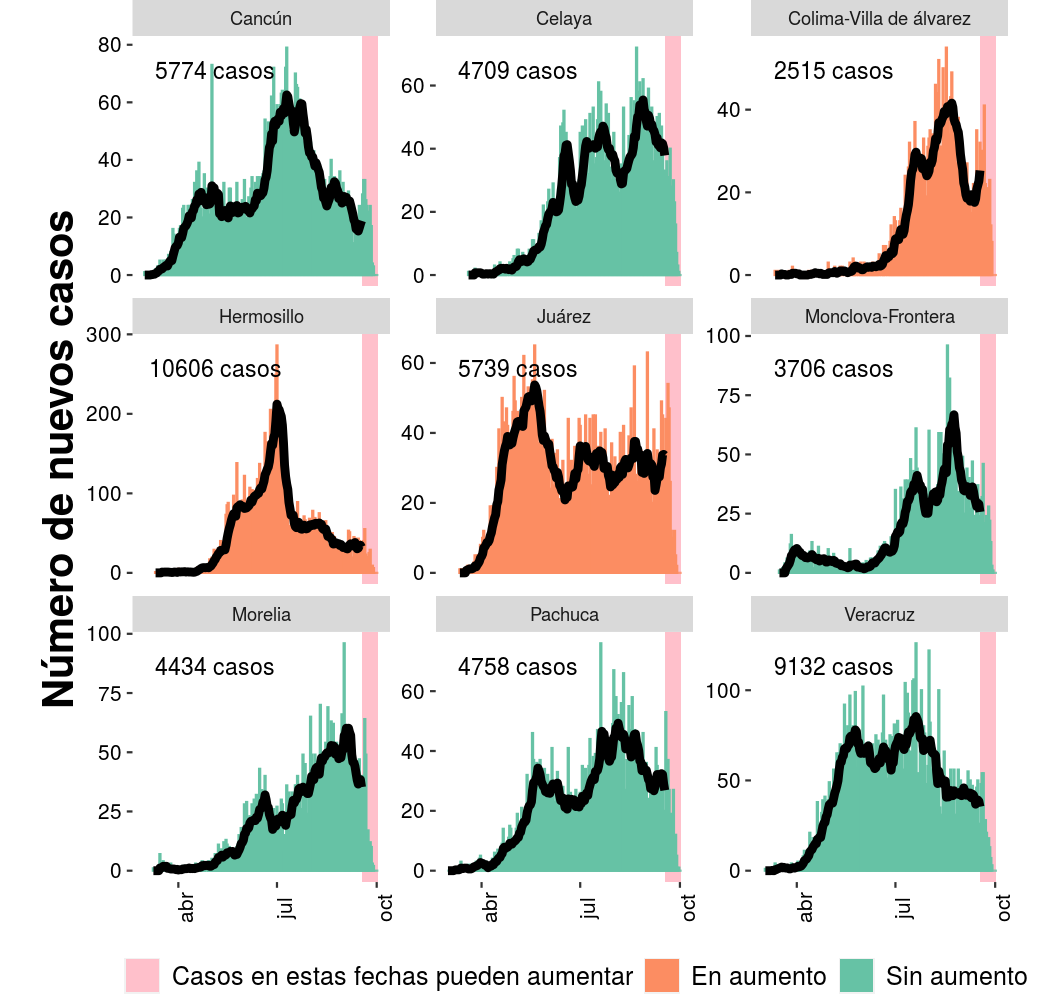 Número de nuevos casos
Cancún
Celaya
Colima-Villa de álvarez
80
60
40
20
0
5774 casos
60
40
20
0
4709 casos
40
20
0
2515 casos
Hermosillo
Juárez
Monclova-Frontera
300
200
100
0
10606 casos
60
40
20
0
5739 casos
100
75
50
25
0
3706 casos
Morelia
Pachuca
Veracruz
100
75
50
25
0
4434 casos
60
40
20
0
4758 casos
100
50
0
9132 casos
abr
jul
oct
abr
jul
oct
abr
jul
oct
Casos en estas fechas pueden aumentar
En aumento
Sin aumento